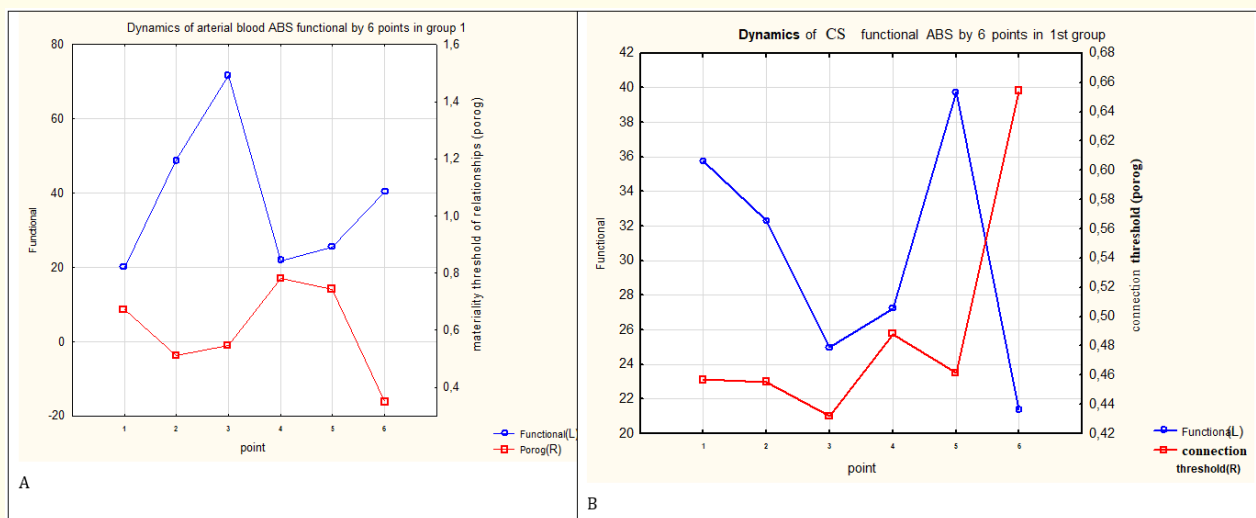 Dynamics of arterial blood ABS functional by 6 points in group 1
80
60
40
20
0
-20
Functional
1,6
1,4
1,2
1,0
0,8
0,6
0,4
materiality threshold of relationships (porog)
1 2 3 4 5 6
point
Functional(L)
Porog(R)
A
Dynamics of CS functional ABS by 6 points in 1st group
42
40
38
36
34
32
30
28
26
24
22
20
Functional
0,68
0,66
0,64
0,62
0,60
0,58
0,56
0,54
0,52
0,50
0,48
0,46
0,44
0,42
connection threshold (porog)
1 2 3 4 5 6
point
Functional(L)
connection
threshold(R)
B